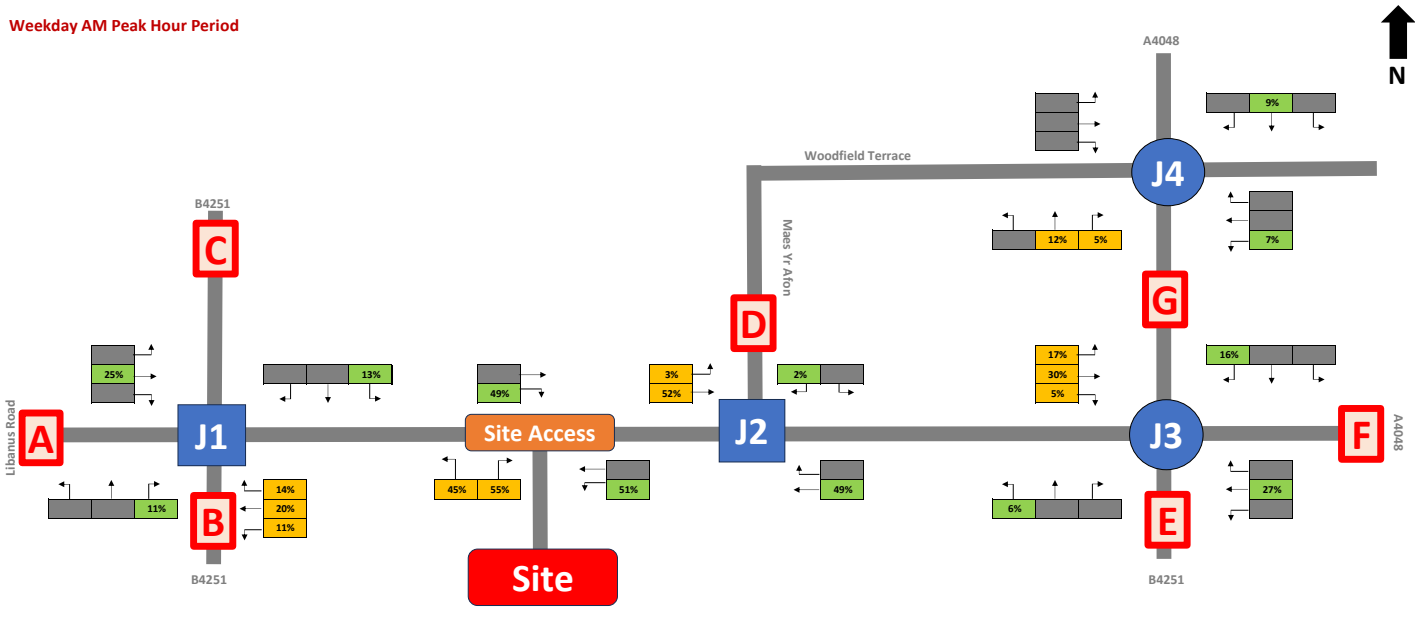 Weekday AM Peak Hour Period
A4048
N
9%
J4
Woodfield Terrace
B4251
12% 5%
7%
C
Maes Yr Afon
G
D
17%
16%
25%
13%
3%
2%
30%
49%
52%
5%
Libanus Road
A
J1
Site Access
J2
J3
F
A4048
14%
45% 55%
51%
49%
27%
11%
20%
6%
B
11%
E
B4251
Site
B4251